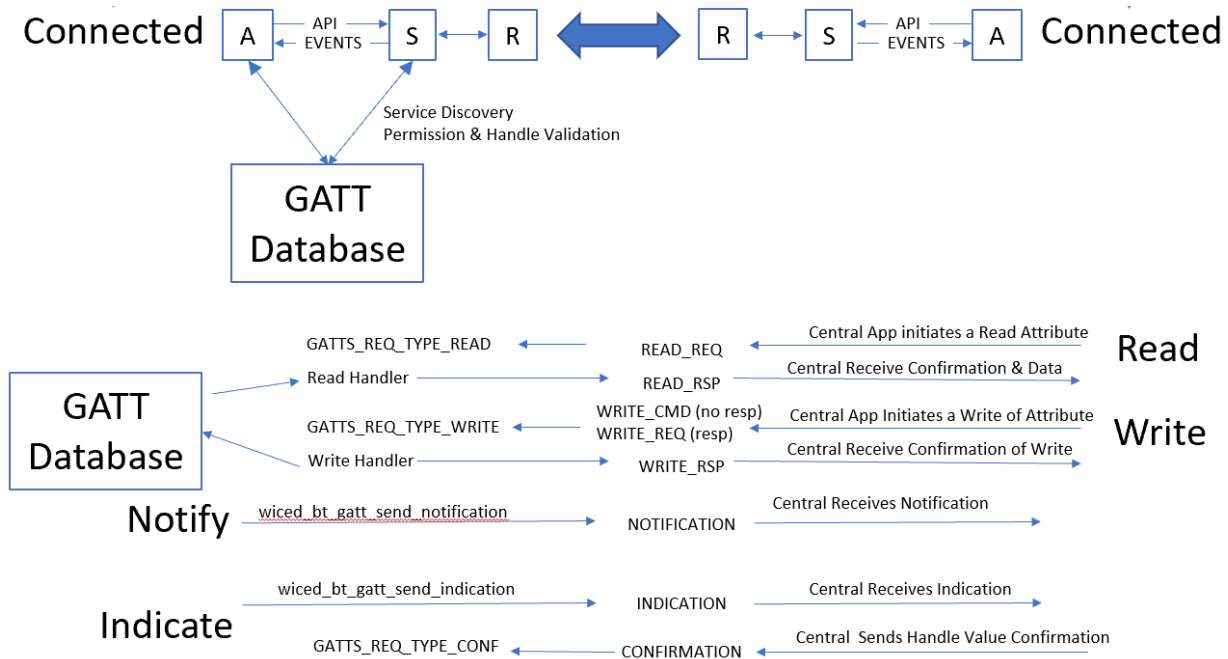 Connected
A
API
EVENTS
S
R
R
S
API
EVENTS
A
Connected
Service Discovery
Permission & Handle Validation
GATT
Database
GATTS_REQ_TYPE_READ
READ_REQ
Central App initiates a Read Attribute
Read
Read Handler
READ_RSP
Central Receive Confirmation & Data
GATT
Database
GATTS_REQ_TYPE_WRITE
WRITE_CMD (no resp)
WRITE_REQ (resp)
Central App Initiates a Write of Attribute
Write
Write Handler
WRITE_RSP
Central Receive Confirmation of Write
Notify
wiced_bt_gatt_send_notification
NOTIFICATION
Central Receives Notification
Indicate
wiced_bt_gatt_send_indication
INDICATION
Central Receives Indication
GATTS_REQ_TYPE_CONF
CONFIRMATION
Central Sends Handle Value Confirmation